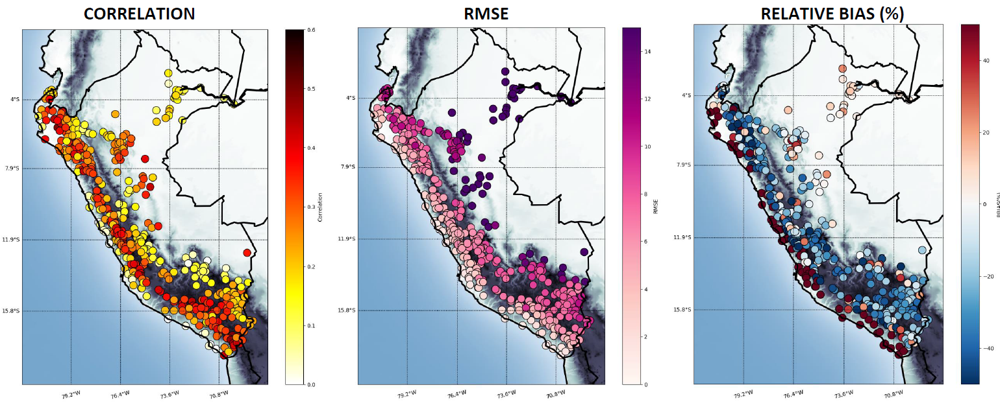 CORRELATION
4°S
7.9°S
11.9°S
15.8°S
79.2°W
76.4°W
73.6°W
70.8°W
0.6
0.5
0.4
0.3
0.2
0.1
0.0
Correlation
RMSE
4°S
7.9°S
11.9°S
15.8°S
79.2°W
76.4°W
73.6°W
70.8°W
14
12
10
8
6
4
2
0
RMSE
RELATIVE BIAS (%)
4°S
7.9°S
11.9°S
15.8°S
79.2°W
76.4°W
73.6°W
70.8°W
40
20
0
−20
−40
RBIAS(%)